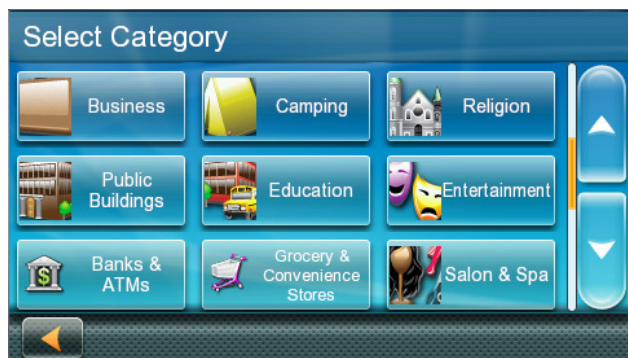 Select Category
Business
Camping
Religion
Public
Buildings
Education
Entertainment
Banks &
ATMs
$
Grocery &
Convenience
Stores
Salon & Spa